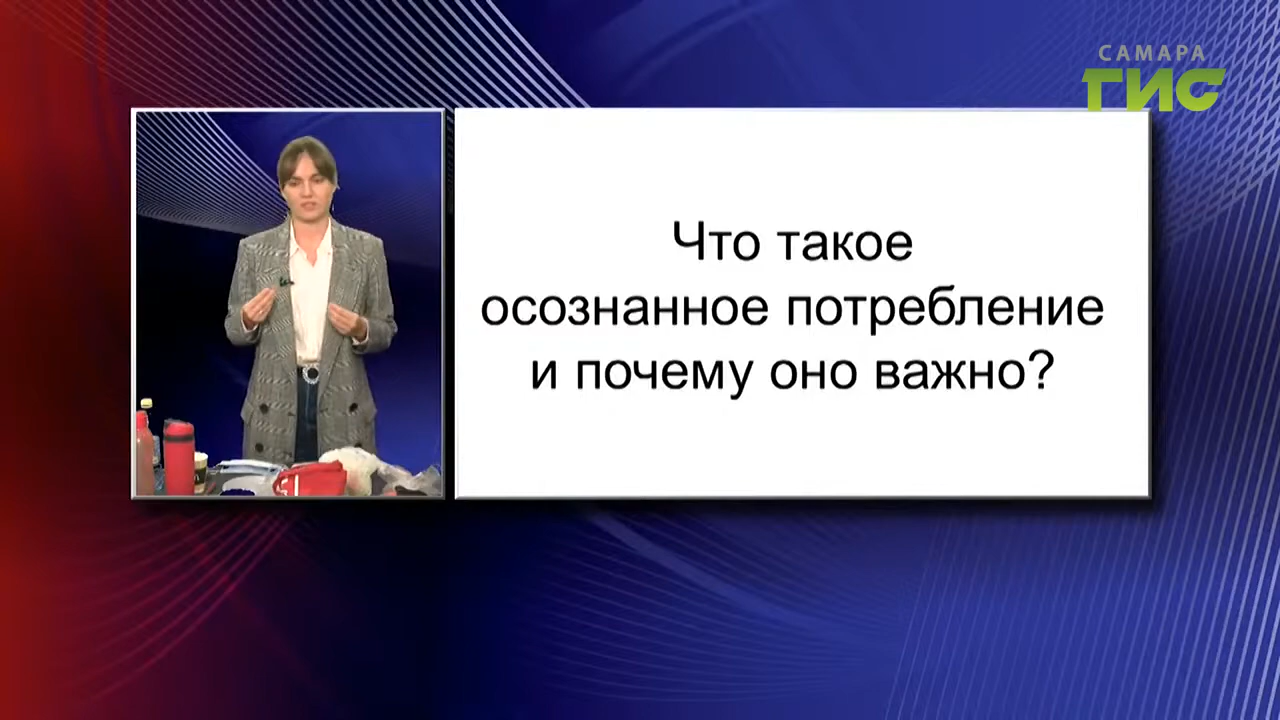 САМАРА
ГИС
Что такое
осознанное потребление
и почему оно важно?